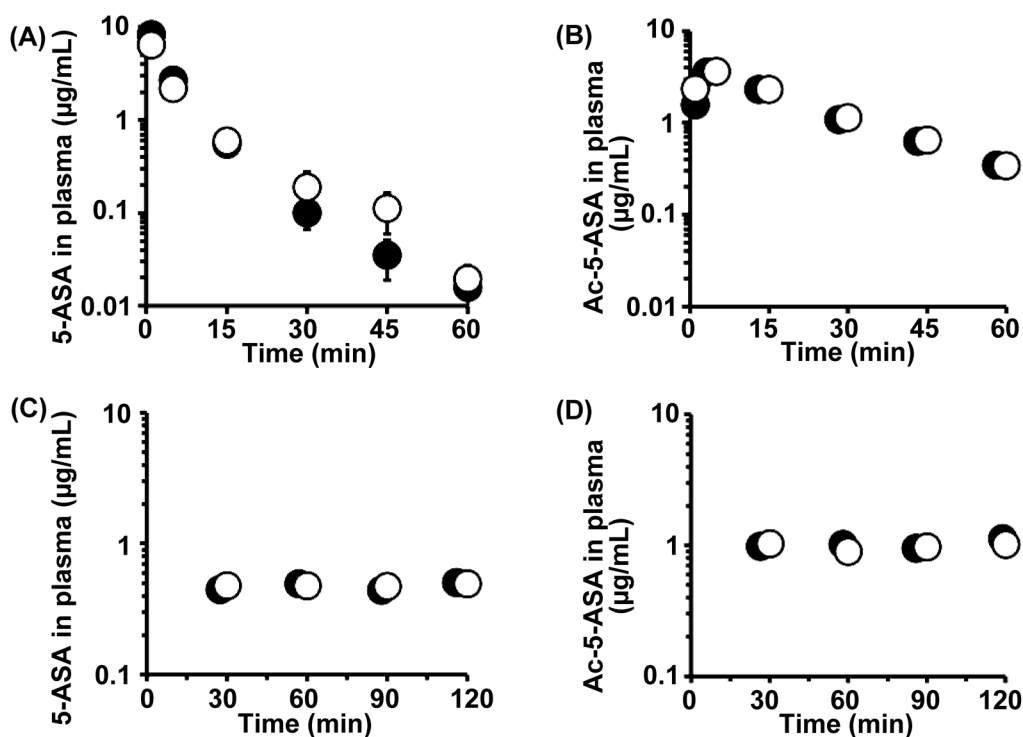 (A)
5-ASA in plasma (µg/mL)
10
1
0.1
0.01
0 15 30 45 60
Time (min)
(B)
Ac-5-ASA in plasma
(µg/mL)
10
1
0.1
0.01
0 15 30 45 60
Time (min)
(C)
5-ASA in plasma (µg/mL)
10
1
0.1
0 30 60 90 120
Time (min)
(D)
Ac-5-ASA in plasma
(µg/mL)
10
1
0.1
0 30 60 90 120
Time (min)